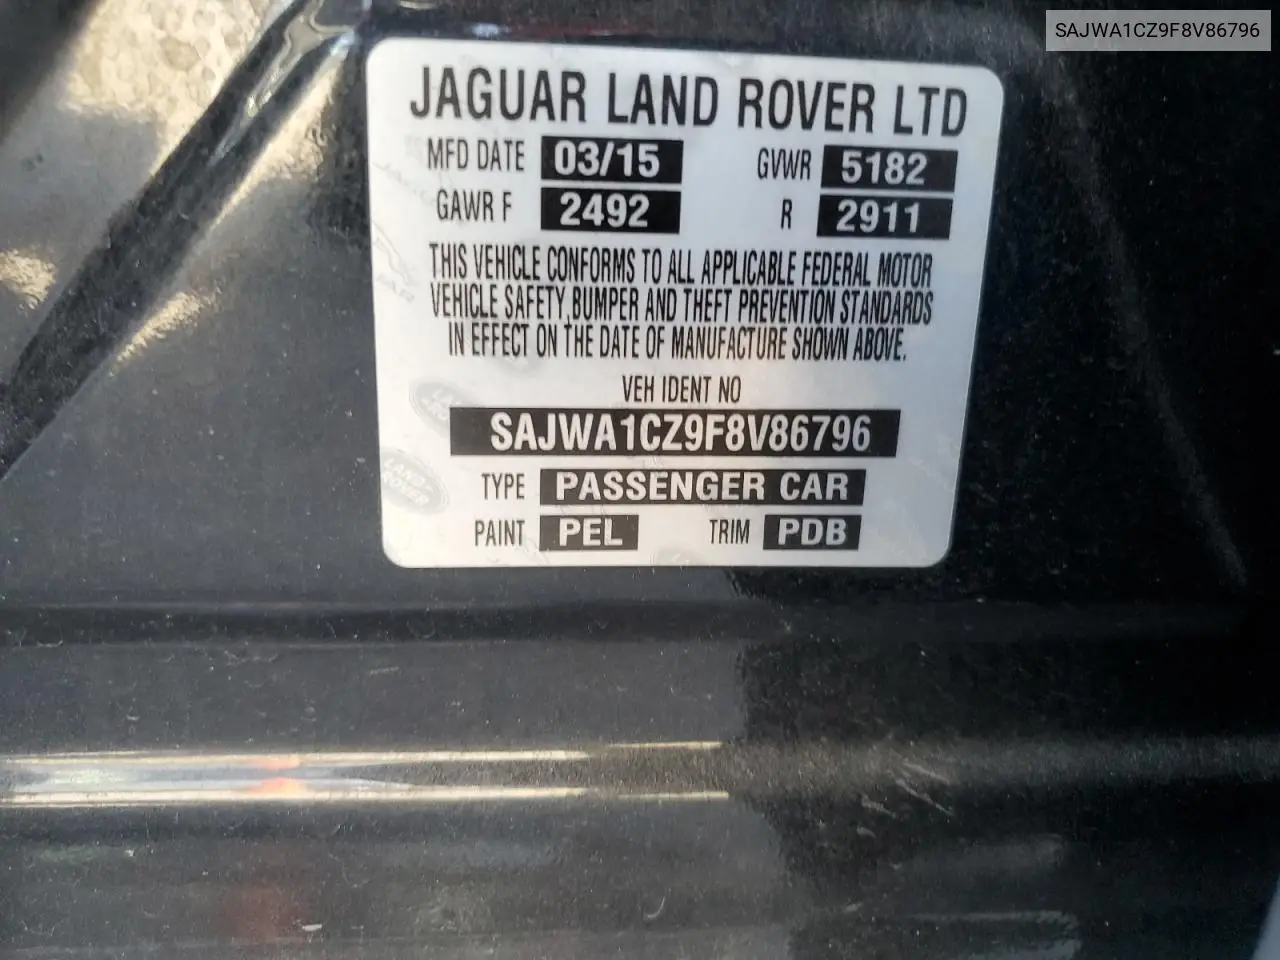 SAJWA1CZ9F8V86796
JAGUAR LAND ROVER LTD
MFD DATE 03/15 GVWR 5182
GAWR F 2492 R 2911
THIS VEHICLE CONFORMS TO ALL APPLICABLE FEDERAL MOTOR
VEHICLE SAFETY, BUMPER AND THEFT PREVENTION STANDARDS
IN EFFECT ON THE DATE OF MANUFACTURE SHOWN ABOVE.
VEH IDENT NO
SAJWA1CZ9F8V86796
TYPE PASSENGER CAR
PAINT PEL TRIM PDB
LAND ROVER